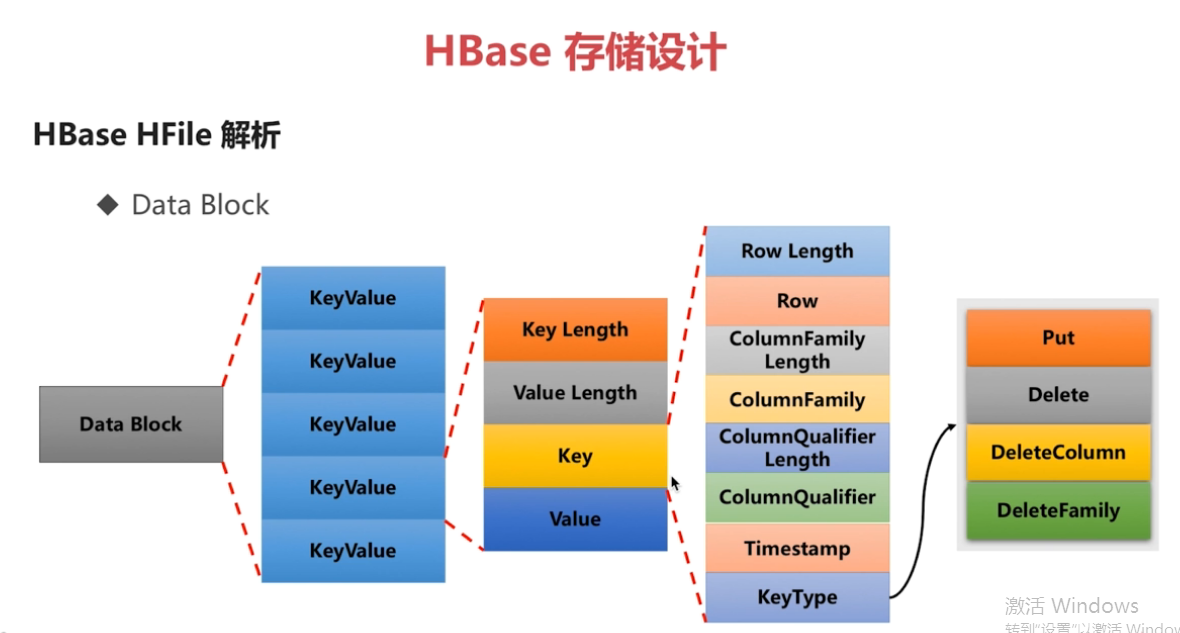 HBase 存储设计
HBase HFile 解析
◆ Data Block
Data Block
KeyValue
KeyValue
KeyValue
KeyValue
KeyValue
Key Length
Value Length
Key
Value
Row Length
Row
ColumnFamily
Length
ColumnFamily
ColumnQualifier
Length
ColumnQualifier
Timestamp
KeyType
Put
Delete
DeleteColumn
DeleteFamily
激活 Windows
转到"设置"以激活 Window